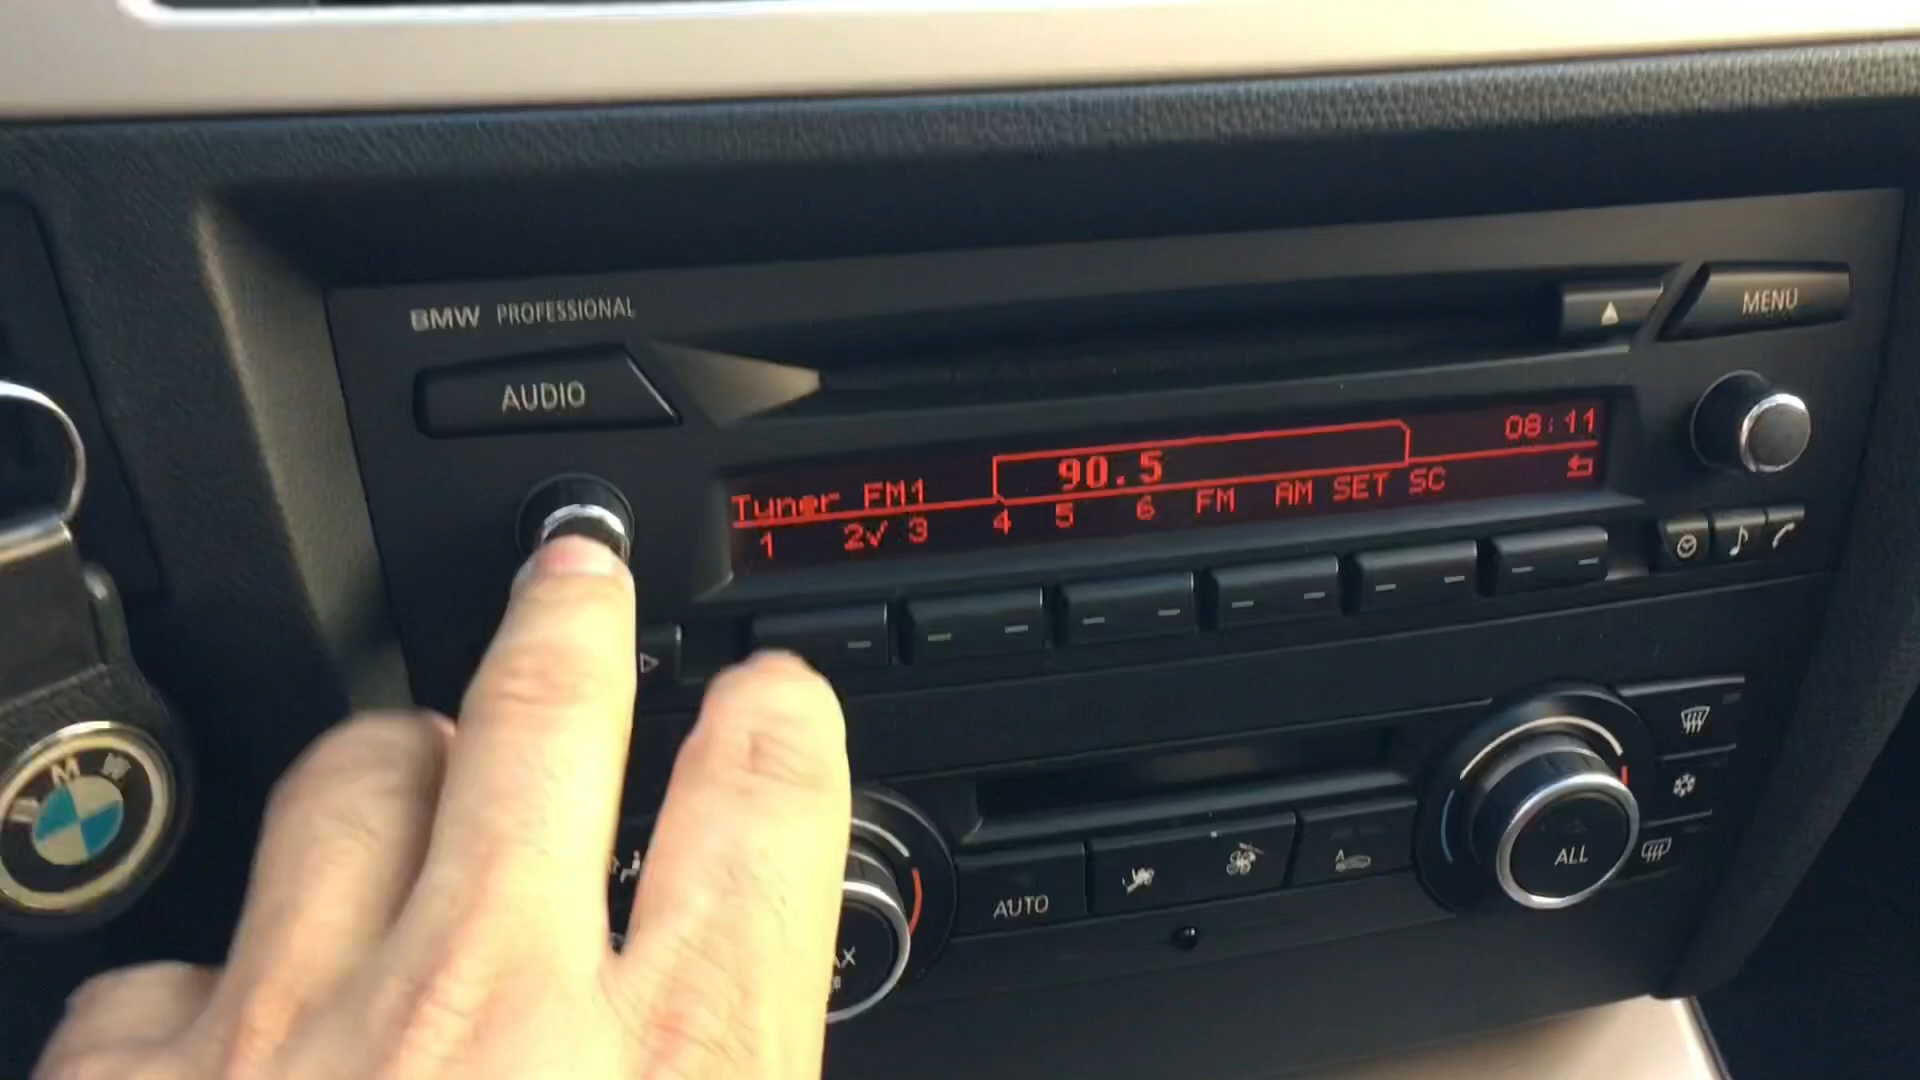 BMW PROFESSIONAL
MENU
AUDIO
Tuner FM1 90.5 08:11
1 2✓ 3 4 5 6 FM AM SET SC
M W
AUTO
ALL